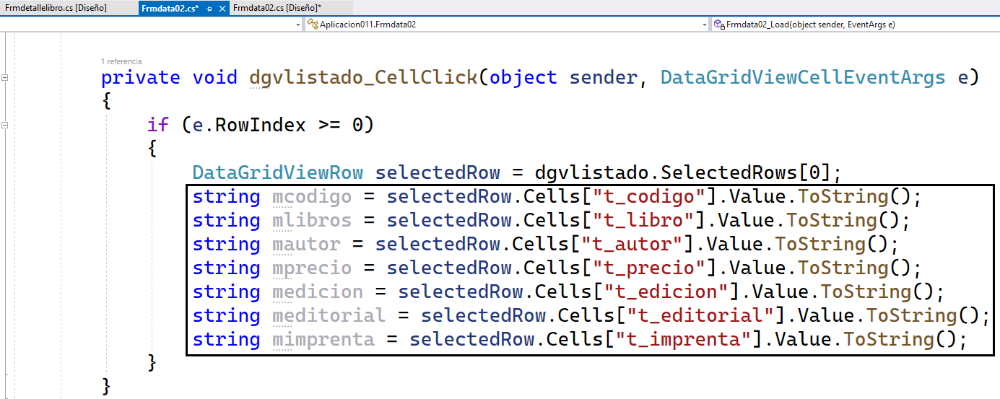 Frmdetallelibro.cs [Diseño] Frmdata02.cs* Frmdata02.cs [Diseño]*
Aplicacion011.Frmdata02 Frmdata02_Load(object sender, EventArgs e)
1 referencia
private void dgvlistado_CellClick(object sender, DataGridViewCellEventArgs e)
{
if (e.RowIndex >= 0)
{
DataGridViewRow selectedRow = dgvlistado.SelectedRows[0];
string mcodigo = selectedRow.Cells["t_codigo"].Value.ToString();
string mlibros = selectedRow.Cells["t_libro"].Value.ToString();
string mautor = selectedRow.Cells["t_autor"].Value.ToString();
string mprecio = selectedRow.Cells["t_precio"].Value.ToString();
string medicion = selectedRow.Cells["t_edicion"].Value.ToString();
string meditorial = selectedRow.Cells["t_editorial"].Value.ToString();
string mimprenta = selectedRow.Cells["t_imprenta"].Value.ToString();
}
}